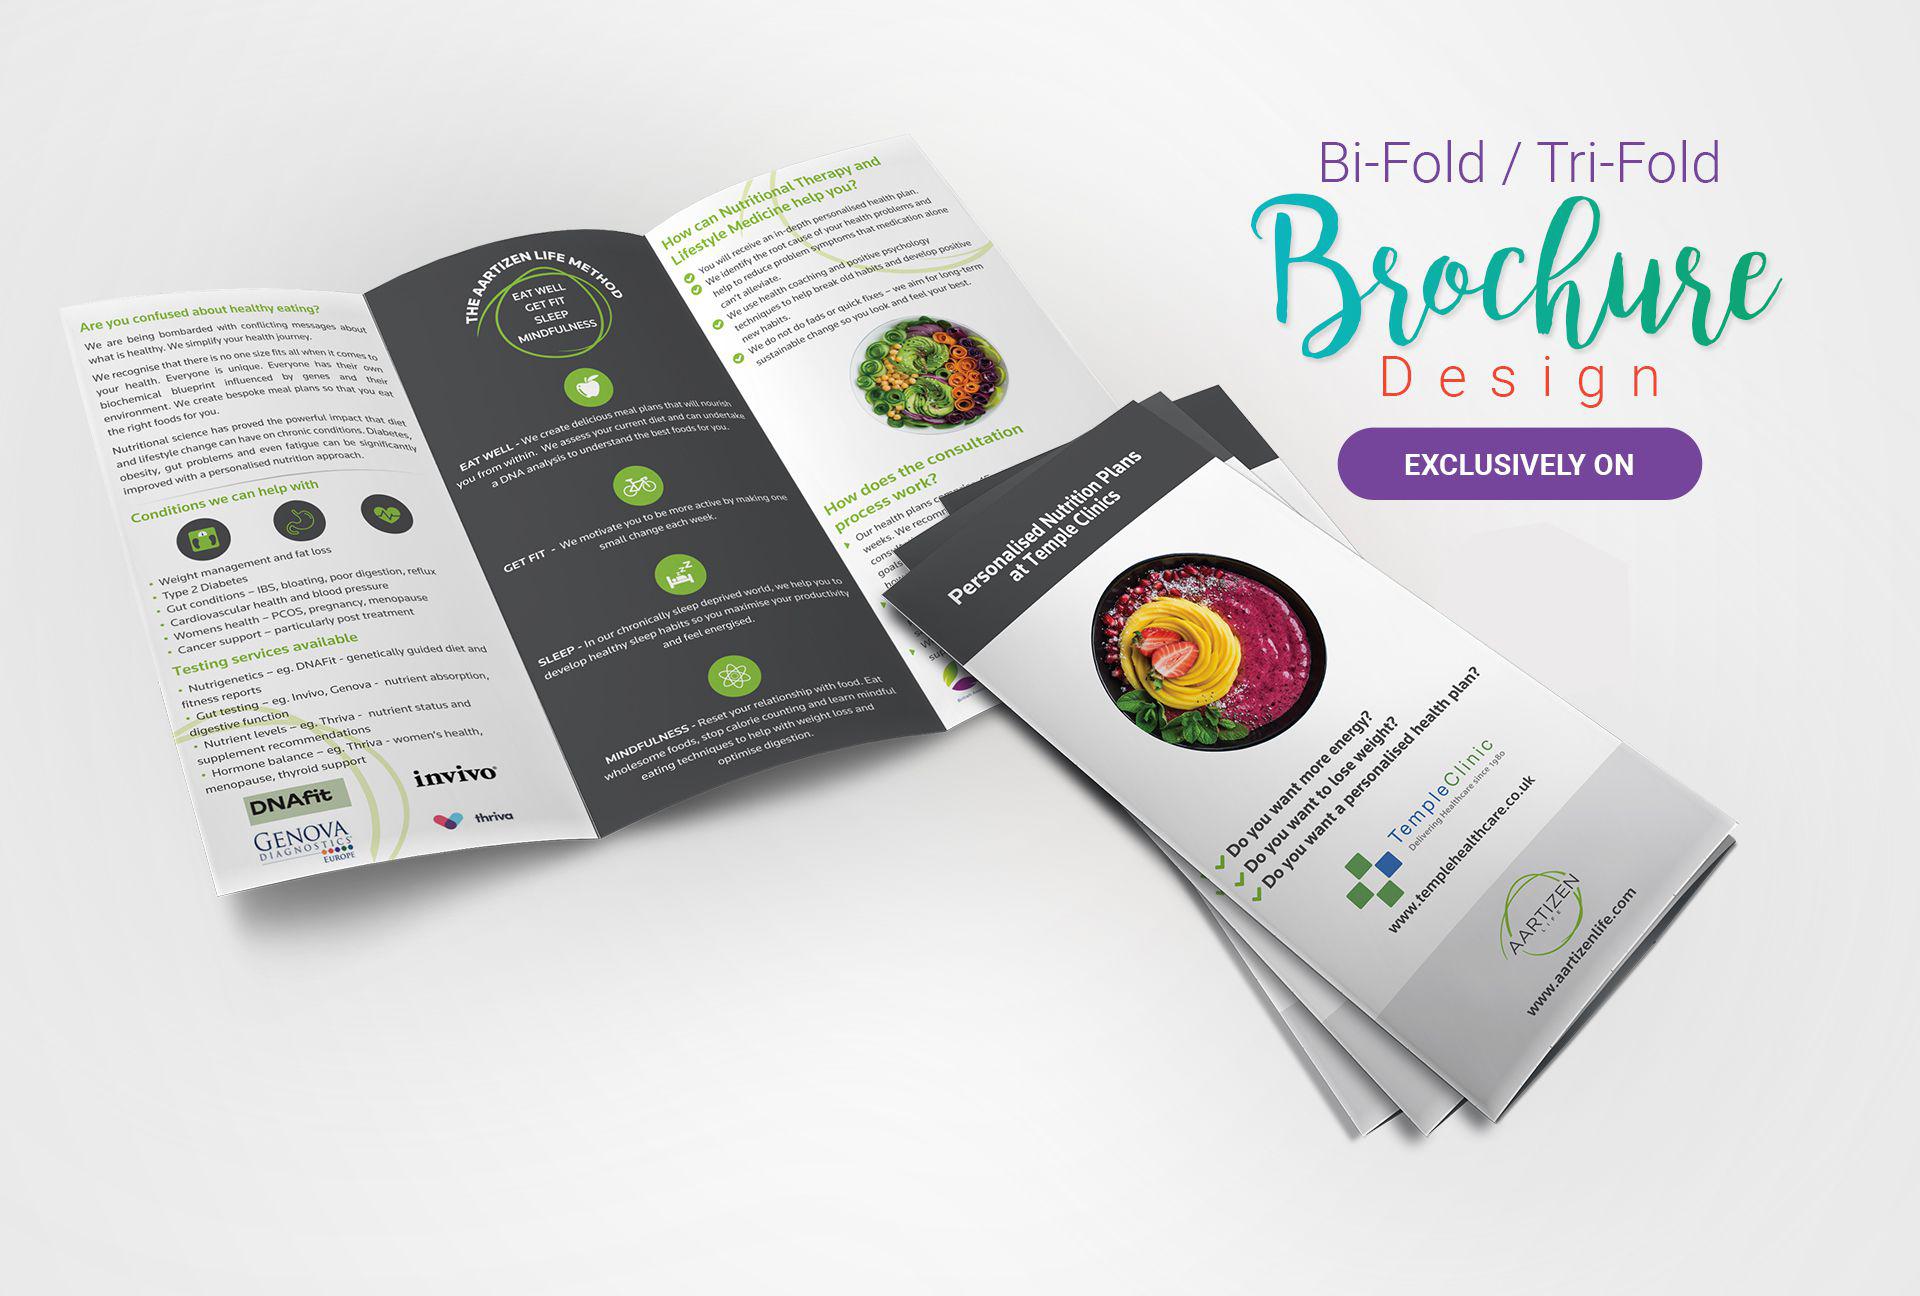 Are you confused about healthy eating?
We are being bombarded with conflicting messages about
what is healthy. We simplify your health journey.
We recognise that there is no one size fits all when it comes to
your health. Everyone is unique. Everyone has their own
biochemical blueprint influenced by genes and their
environment. We create bespoke meal plans so that you eat
the right foods for you.
Nutritional science has proved the powerful impact that diet
and lifestyle change can have on chronic conditions. Diabetes,
obesity, gut problems and even fatigue can be significantly
improved with a personalised nutrition approach.
Conditions we can help with
• Weight management and fat loss
• Type 2 Diabetes
• Gut conditions – IBS, bloating, poor digestion, reflux
• Cardiovascular health and blood pressure
• Womens health – PCOS, pregnancy, menopause
• Cancer support – particularly post treatment
Testing services available
• Nutrigenetics – eg. DNAFit - genetically guided diet and
fitness reports
• Gut testing – eg. Invivo, Genova - nutrient absorption,
digestive function
• Nutrient levels – eg. Thriva - nutrient status and
supplement recommendations
• Hormone balance – eg. Thriva - women's health,
menopause, thyroid support
DNAfit
invivo
GENOVA
DIAGNOSTICS
EUROPE
thriva
THE AARTIZEN LIFE METHOD
EAT WELL
GET FIT
SLEEP
MINDFULNESS
EAT WELL - We create delicious meal plans that will nourish
you from within. We assess your current diet and can undertake
a DNA analysis to understand the best foods for you.
GET FIT - We motivate you to be more active by making one
small change each week.
zzZ
SLEEP - In our chronically sleep deprived world, we help you to
develop healthy sleep habits so you maximise your productivity
and feel energised.
MINDFULNESS - Reset your relationship with food. Eat
wholesome foods, stop calorie counting and learn mindful
eating techniques to help with weight loss and
optimise digestion.
How can Nutritional Therapy and
Lifestyle Medicine help you?
You will receive an in-depth personalised health plan.
We identify the root cause of your health problems and
help to reduce problem symptoms that medication alone
can't alleviate.
We use health coaching and positive psychology
techniques to help break old habits and develop positive
new habits.
We do not do fads or quick fixes – we aim for long-term
sustainable change so you look and feel your best.
How does the consultation
process work?
Our health plans
weeks. We
goals
Personalised Nutrition Plans
at Temple Clinics
Do you want more energy?
Do you want to lose weight?
Do you want a personalised health plan?
TempleClinic
Delivering Healthcare since 1980
www.templehealthcare.co.uk
AARTIZEN
LIFE
www.aartizenlife.com
Bi-Fold / Tri-Fold
Brochure
Design
EXCLUSIVELY ON